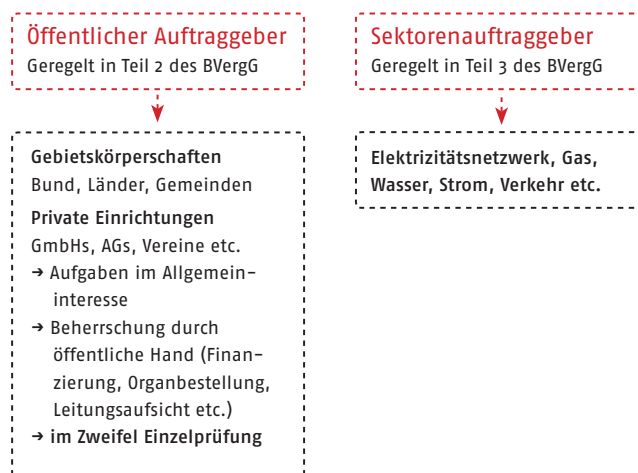 Öffentlicher Auftraggeber
Geregelt in Teil 2 des BVergG
Gebietskörperschaften
Bund, Länder, Gemeinden
Private Einrichtungen
GmbHs, AGs, Vereine etc.
→ Aufgaben im Allgemein-
interesse
→ Beherrschung durch
öffentliche Hand (Finan-
zierung, Organbestellung,
Leitungsaufsicht etc.)
→ im Zweifel Einzelprüfung
Sektorenauftraggeber
Geregelt in Teil 3 des BVergG
Elektrizitätsnetzwerk, Gas,
Wasser, Strom, Verkehr etc.